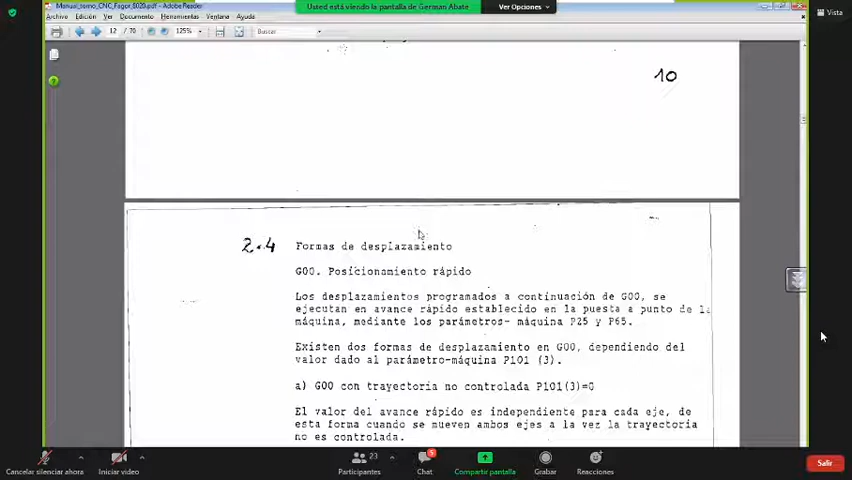 Manual_torno_CNC_Fagor_8020.pdf - Adobe Reader
Usted está viendo la pantalla de German Abate
Ver Opciones
Vista
Archivo Edición Ver Documento Herramientas Ventana Ayuda
12 / 70 125% Buscar
10
2.4 Formas de desplazamiento
G00. Posicionamiento rápido
Los desplazamientos programados a continuación de G00, se
ejecutan en avance rápido establecido en la puesta a punto de la
máquina, mediante los parámetros- máquina P25 y P65.
Existen dos formas de desplazamiento en G00, dependiendo del
valor dado al parámetro-máquina P101 (3).
a) G00 con trayectoria no controlada P101(3)=0
El valor del avance rápido es independiente para cada eje, de
esta forma cuando se mueven ambos ejes a la vez la trayectoria
no es controlada.
23
5
Cancelar silenciar ahora
Iniciar video
Participantes
Chat
Compartir pantalla
Grabar
Reacciones
Salir